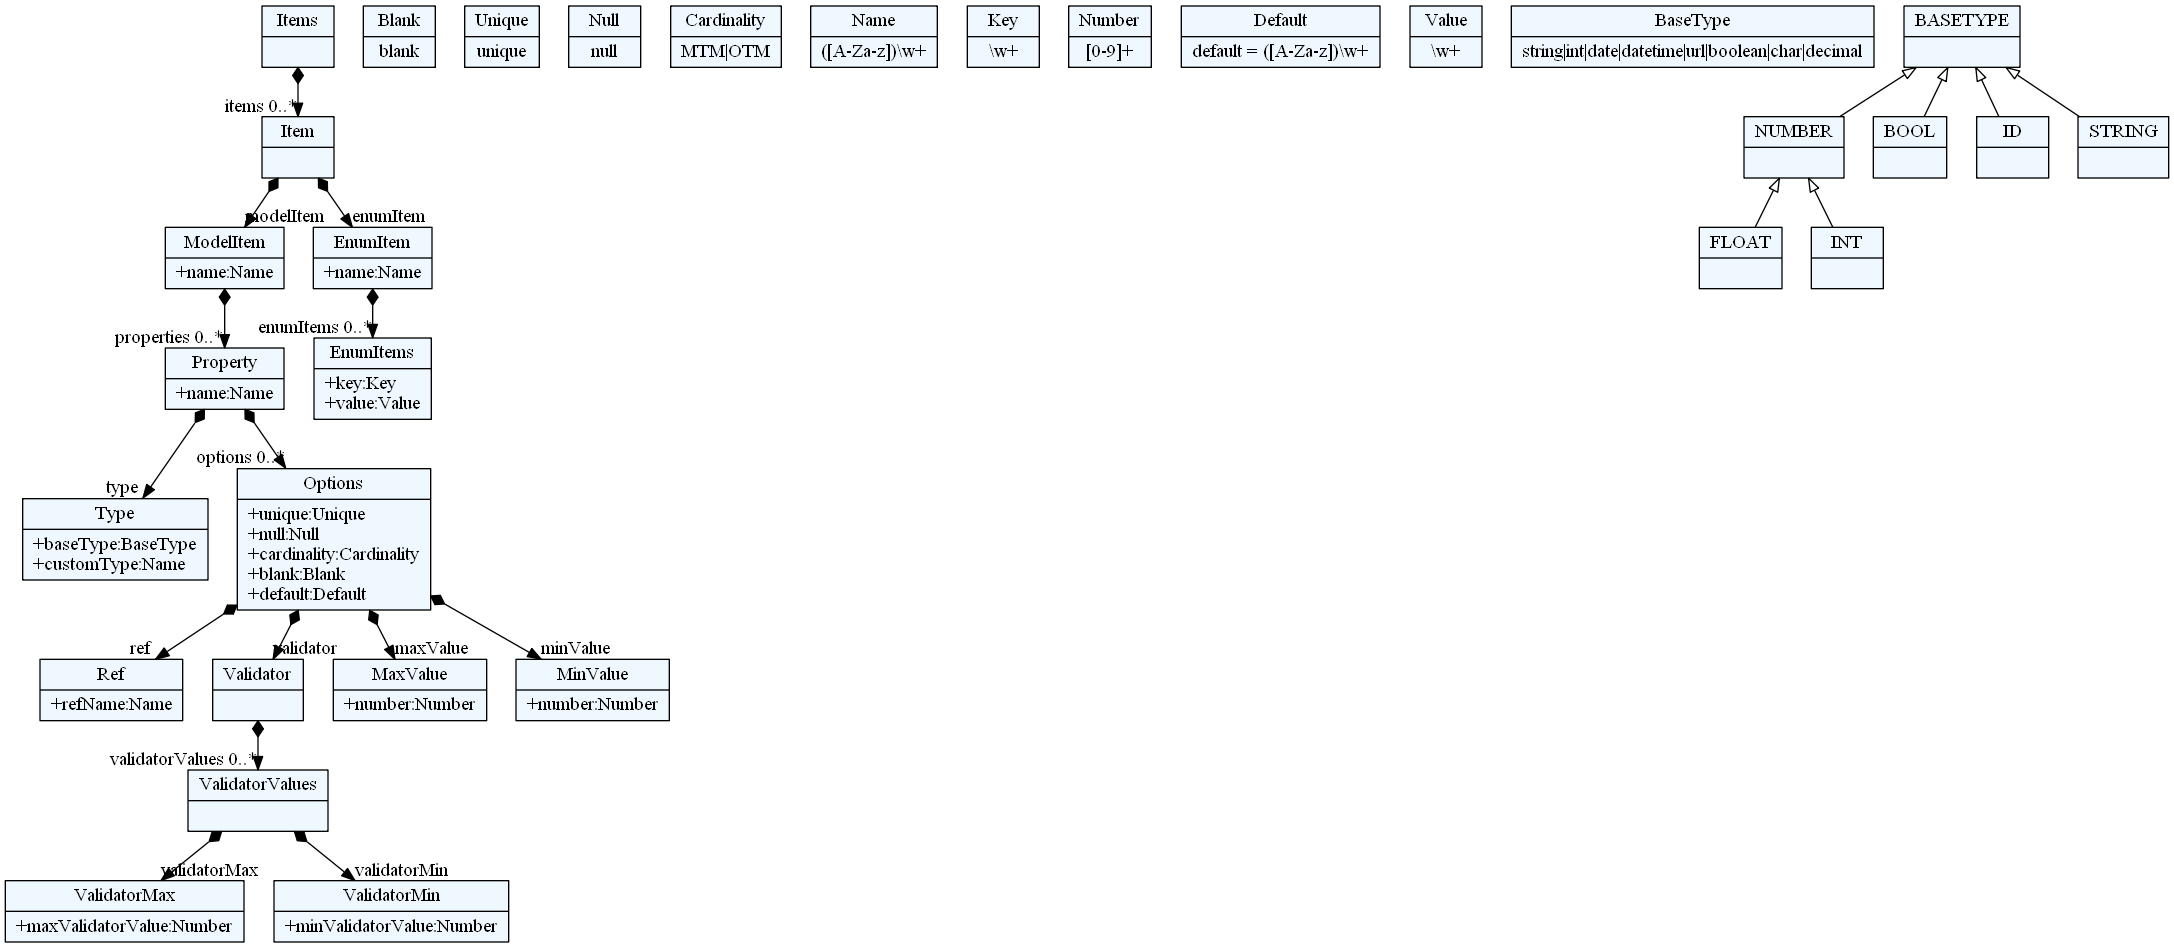 Items
Blank
blank
Unique
unique
Null
null
Cardinality
MTM|OTM
Name
([A-Za-z])\w+
Key
\w+
Number
[0-9]+
Default
default = ([A-Za-z])\w+
Value
\w+
BaseType
string|int|date|datetime|url|boolean|char|decimal
BASETYPE
items 0..*
Item
NUMBER
BOOL
ID
STRING
modelItem
enumItem
ModelItem
+name:Name
EnumItem
+name:Name
FLOAT
INT
properties 0..*
enumItems 0..*
Property
+name:Name
EnumItems
+key:Key
+value:Value
type
options 0..*
Type
+baseType:BaseType
+customType:Name
Options
+unique:Unique
+null:Null
+cardinality:Cardinality
+blank:Blank
+default:Default
ref
validator
maxValue
minValue
Ref
+refName:Name
Validator
MaxValue
+number:Number
MinValue
+number:Number
validatorValues 0..*
ValidatorValues
validatorMax
validatorMin
ValidatorMax
+maxValidatorValue:Number
ValidatorMin
+minValidatorValue:Number